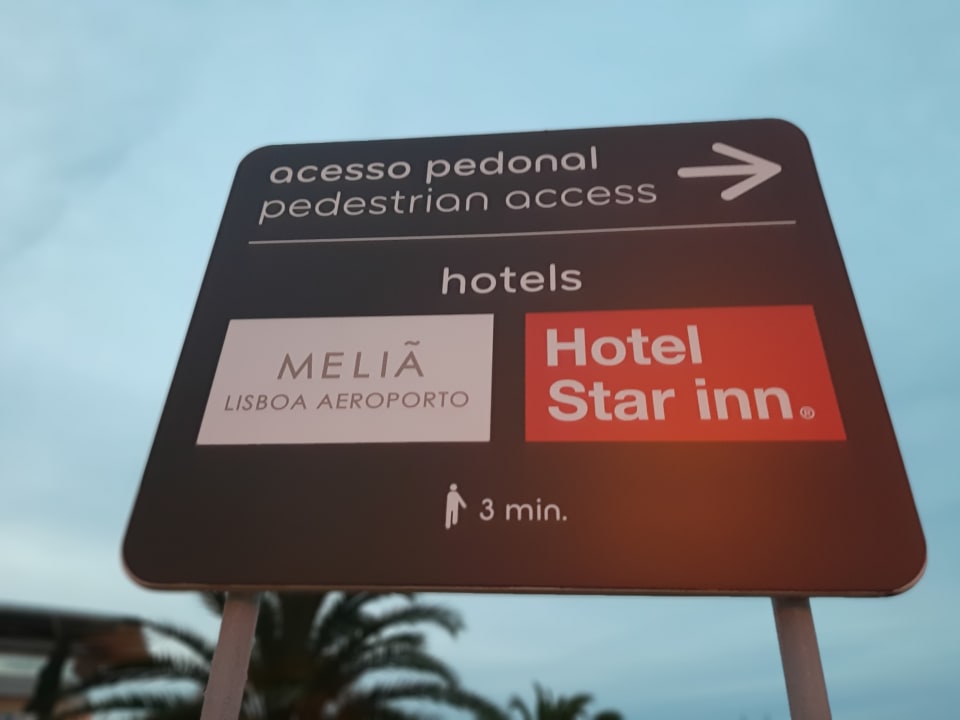 acesso pedonal
pedestrian access
hotels
MELIÃ
LISBOA AEROPORTO
Hotel
Star inn®
3 min.